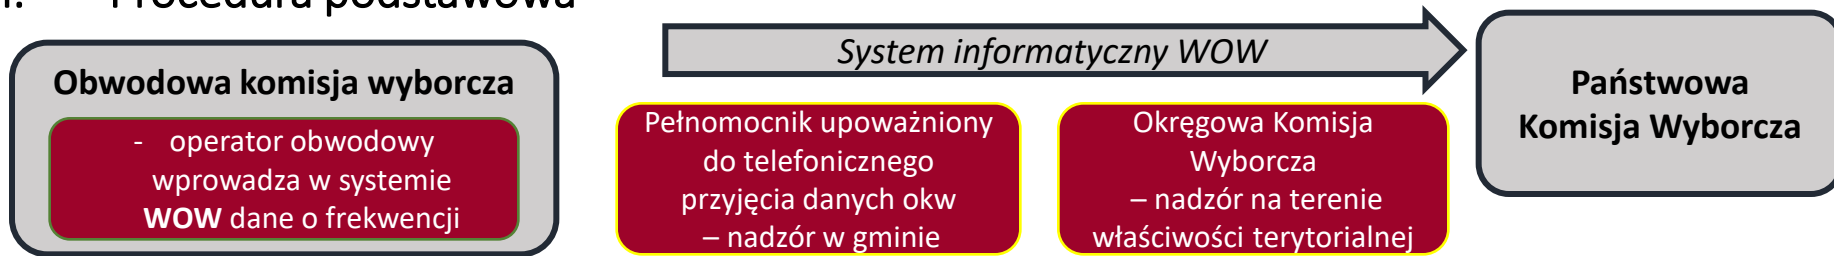 Procedura podstawowa
Obwodowa komisja wyborcza
- operator obwodowy
wprowadza w systemie
WOW dane o frekwencji
System informatyczny WOW
Pełnomocnik upoważniony
do telefonicznego
przyjęcia danych okw
– nadzór w gminie
Okręgowa Komisja
Wyborcza
– nadzór na terenie
właściwości terytorialnej
Państwowa
Komisja Wyborcza